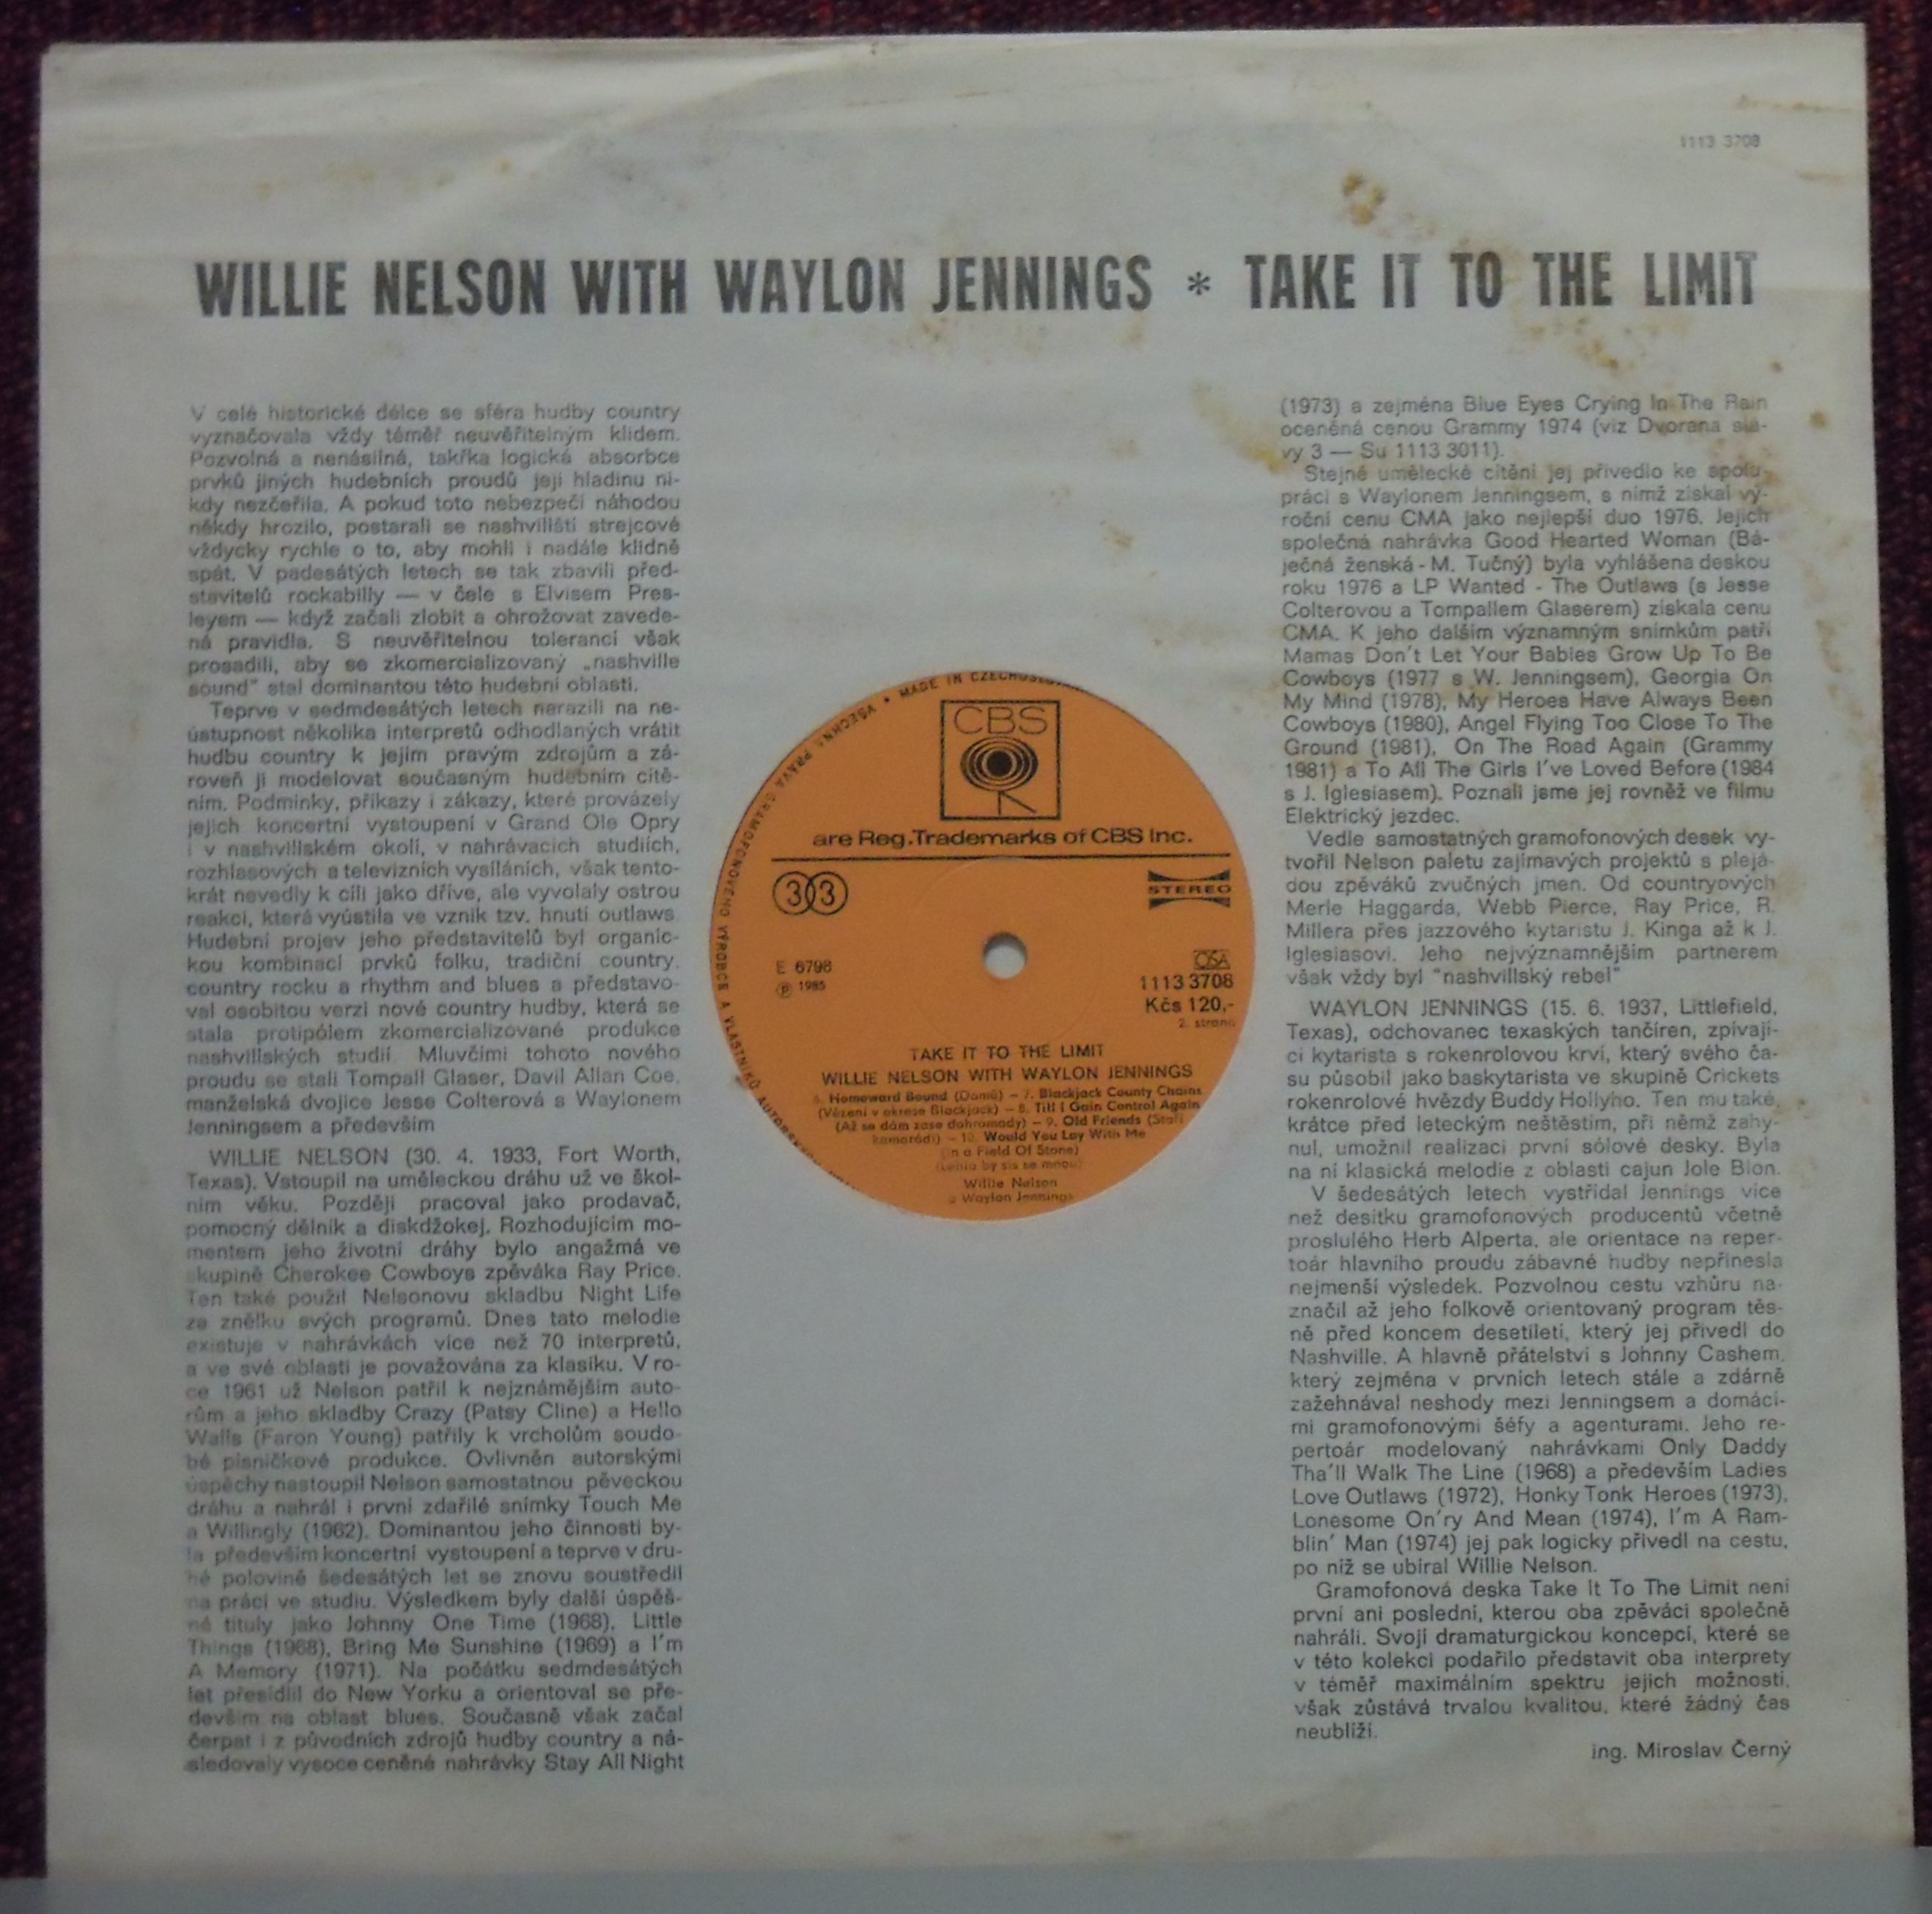 1113 3708
WILLIE NELSON WITH WAYLON JENNINGS * TAKE IT TO THE LIMIT
V celé historické délce se sféra hudby country
vyznačovala vždy téměř neuvěřitelným klidem.
Pozvolná a nenásilná, takřka logická absorbce
prvků jiných hudebních proudů její hladinu ni-
kdy nezčeřila. A pokud toto nebezpečí náhodou
někdy hrozilo, postarali se nashvillští strejcové
vždycky rychle o to, aby mohli i nadále klidně
spát. V padesátých letech se tak zbavili před-
stavitelů rockabilly — v čele s Elvisem Pres-
leyem — když začali zlobit a ohrožovat zavede-
ná pravidla. S neuvěřitelnou tolerancí však
prosadili, aby se zkomercializovaný „nashville
sound" stal dominantou této hudební oblasti.
Teprve v sedmdesátých letech narazili na ne-
ústupnost několika interpretů odhodlaných vrátit
hudbu country k jejím pravým zdrojům a zá-
roveň ji modelovat současným hudebním cítě-
ním. Podmínky, příkazy i zákazy, které provázely
jejich koncertní vystoupení v Grand Ole Opry
i v nashvillském okolí, v nahrávacích studiích,
rozhlasových a televizních vysíláních, však tento-
krát nevedly k cíli jako dříve, ale vyvolaly ostrou
reakci, která vyústila ve vznik tzv. hnutí outlaws.
Hudební projev jeho představitelů byl organic-
kou kombinací prvků folku, tradiční country,
country rocku a rhythm and blues a představo-
val osobitou verzi nové country hudby, která se
stala protipólem zkomercializované produkce
nashvillských studií. Mluvčími tohoto nového
proudu se stali Tompall Glaser, Davil Allan Coe,
manželská dvojice Jesse Colterová s Waylonem
Jenningsem a především
WILLIE NELSON (30. 4. 1933, Fort Worth,
Texas). Vstoupil na uměleckou dráhu už ve škol-
ním věku. Později pracoval jako prodavač,
pomocný dělník a diskdžokej. Rozhodujícím mo-
mentem jeho životní dráhy bylo angažmá ve
skupině Cherokee Cowboys zpěváka Ray Price.
Ten také použil Nelsonovu skladbu Night Life
za znělku svých programů. Dnes tato melodie
existuje v nahrávkách více než 70 interpretů,
a ve své oblasti je považována za klasiku. V ro-
ce 1961 už Nelson patřil k nejznámějším auto-
rům a jeho skladby Crazy (Patsy Cline) a Hello
Walls (Faron Young) patřily k vrcholům soudo-
bé písničkové produkce. Ovlivněn autorskými
úspěchy nastoupil Nelson samostatnou pěveckou
dráhu a nahrál i první zdařilé snímky Touch Me
a Willingly (1962). Dominantou jeho činnosti by-
la především koncertní vystoupení a teprve v dru-
hé polovině šedesátých let se znovu soustředil
na práci ve studiu. Výsledkem byly další úspěš-
né tituly jako Johnny One Time (1968), Little
Things (1968), Bring Me Sunshine (1969) a I'm
A Memory (1971). Na počátku sedmdesátých
let přesídlil do New Yorku a orientoval se pře-
devším na oblast blues. Současně však začal
čerpat i z původních zdrojů hudby country a ná-
sledovaly vysoce ceněné nahrávky Stay All Night
MADE IN CZECHOSLOV
VŠECHNA PRÁVA GRAMOFONOVÉHO VÝROBCE A VLASTNÍKŮ AUTORSKÝ
CBS
are Reg.Trademarks of CBS Inc.
33
STEREO
E 6798
℗ 1985
OSA
1113 3708
Kčs 120,-
2. strana
TAKE IT TO THE LIMIT
WILLIE NELSON WITH WAYLON JENNINGS
6. Homeward Bound (Domů) – 7. Blackjack County Chains
(Vězení v okrese Blackjack) – 8. Till I Gain Control Again
(Až se dám zase dohromady) – 9. Old Friends (Staří
kamarádi) – 10. Would You Lay With Me
(In a Field Of Stone)
(Lehla by sis se mnou)
Willie Nelson
a Waylon Jennings
(1973) a zejména Blue Eyes Crying In The Rain
oceněná cenou Grammy 1974 (viz Dvorana slá-
vy 3 — Su 1113 3011).
Stejné umělecké cítění jej přivedlo ke spolu-
práci s Waylonem Jenningsem, s nímž získal vý-
roční cenu CMA jako nejlepší duo 1976. Jejich
společná nahrávka Good Hearted Woman (Bá-
ječná ženská - M. Tučný) byla vyhlášena deskou
roku 1976 a LP Wanted - The Outlaws (s Jesse
Colterovou a Tompallem Glaserem) získala cenu
CMA. K jeho dalším významným snímkům patří
Mamas Don't Let Your Babies Grow Up To Be
Cowboys (1977 s W. Jenningsem), Georgia On
My Mind (1978), My Heroes Have Always Been
Cowboys (1980), Angel Flying Too Close To The
Ground (1981), On The Road Again (Grammy
1981) a To All The Girls I've Loved Before (1984
s J. Iglesiasem). Poznali jsme jej rovněž ve filmu
Elektrický jezdec.
Vedle samostatných gramofonových desek vy-
tvořil Nelson paletu zajímavých projektů s plejá-
dou zpěváků zvučných jmen. Od countryových
Merle Haggarda, Webb Pierce, Ray Price, R.
Millera přes jazzového kytaristu J. Kinga až k J.
Iglesiasovi. Jeho nejvýznamnějším partnerem
však vždy byl "nashvillský rebel"
WAYLON JENNINGS (15. 6. 1937, Littlefield,
Texas), odchovanec texaských tančíren, zpívají-
cí kytarista s rokenrolovou krví, který svého ča-
su působil jako baskytarista ve skupině Crickets
rokenrolové hvězdy Buddy Hollyho. Ten mu také,
krátce před leteckým neštěstím, při němž zahy-
nul, umožnil realizaci první sólové desky. Byla
na ní klasická melodie z oblasti cajun Jole Blon.
V šedesátých letech vystřídal Jennings více
než desítku gramofonových producentů včetně
proslulého Herb Alperta, ale orientace na reper-
toár hlavního proudu zábavné hudby nepřinesla
nejmenší výsledek. Pozvolnou cestu vzhůru na-
značil až jeho folkově orientovaný program těs-
ně před koncem desetiletí, který jej přivedl do
Nashville. A hlavně přátelství s Johnny Cashem,
který zejména v prvních letech stále a zdárně
zažehnával neshody mezi Jenningsem a domácí-
mi gramofonovými šéfy a agenturami. Jeho re-
pertoár modelovaný nahrávkami Only Daddy
Tha'll Walk The Line (1968) a především Ladies
Love Outlaws (1972), Honky Tonk Heroes (1973),
Lonesome On'ry And Mean (1974), I'm A Ram-
blin' Man (1974) jej pak logicky přivedl na cestu,
po níž se ubíral Willie Nelson.
Gramofonová deska Take It To The Limit není
první ani poslední, kterou oba zpěváci společně
nahráli. Svojí dramaturgickou koncepcí, které se
v této kolekci podařilo představit oba interprety
v téměř maximálním spektru jejich možností,
však zůstává trvalou kvalitou, které žádný čas
neublíží.
ing. Miroslav Černý